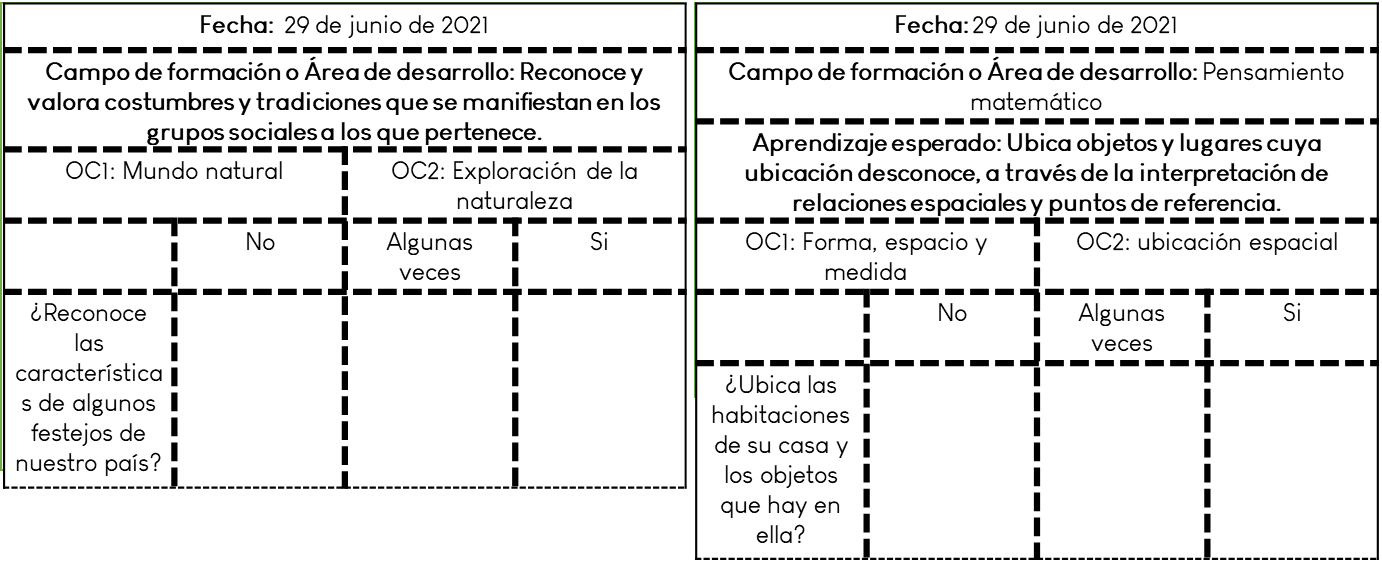 Fecha: 29 de junio de 2021
Campo de formación o Área de desarrollo: Reconoce y
valora costumbres y tradiciones que se manifiestan en los
grupos sociales a los que pertenece.
OC1: Mundo natural
OC2: Exploración de la
naturaleza
No
Algunas
veces
Si
¿Reconoce
las
característica
s de algunos
festejos de
nuestro país?
Fecha: 29 de junio de 2021
Campo de formación o Área de desarrollo: Pensamiento
matemático
Aprendizaje esperado: Ubica objetos y lugares cuya
ubicación desconoce, a través de la interpretación de
relaciones espaciales y puntos de referencia.
OC1: Forma, espacio y
medida
OC2: ubicación espacial
No
Algunas
veces
Si
¿Ubica las
habitaciones
de su casa y
los objetos
que hay en
ella?